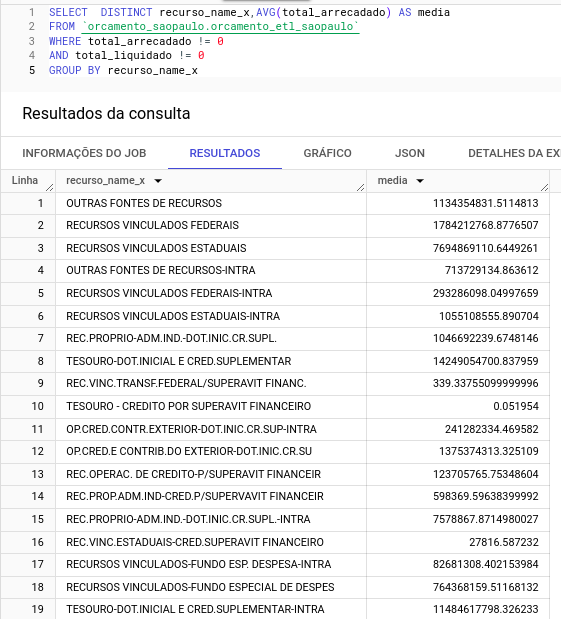 1 SELECT DISTINCT recurso_name_x,AVG(total_arrecadado) AS media
2 FROM `orcamento_saopaulo.orcamento_etl_saopaulo`
3 WHERE total_arrecadado != 0
4 AND total_liquidado != 0
5 GROUP BY recurso_name_x
Resultados da consulta
INFORMAÇÕES DO JOB RESULTADOS GRÁFICO JSON DETALHES DA EX
Linha recurso_name_x media
1 OUTRAS FONTES DE RECURSOS 1134354831.5114813
2 RECURSOS VINCULADOS FEDERAIS 1784212768.8776507
3 RECURSOS VINCULADOS ESTADUAIS 7694869110.6449261
4 OUTRAS FONTES DE RECURSOS-INTRA 713729134.863612
5 RECURSOS VINCULADOS FEDERAIS-INTRA 293286098.04997659
6 RECURSOS VINCULADOS ESTADUAIS-INTRA 1055108555.890704
7 REC.PROPRIO-ADM.IND.-DOT.INIC.CR.SUPL. 1046692239.6748146
8 TESOURO-DOT.INICIAL E CRED.SUPLEMENTAR 14249054700.837959
9 REC.VINC.TRANSF.FEDERAL/SUPERAVIT FINANC. 339.33755099999996
10 TESOURO - CREDITO POR SUPERAVIT FINANCEIRO 0.051954
11 OP.CRED.CONTR.EXTERIOR-DOT.INIC.CR.SUP-INTRA 241282334.469582
12 OP.CRED.E CONTRIB.DO EXTERIOR-DOT.INIC.CR.SU 1375374313.325109
13 REC.OPERAC. DE CREDITO-P/SUPERAVIT FINANCEIR 123705765.75348604
14 REC.PROP.ADM.IND-CRED.P/SUPERVAVIT FINANCEIR 598369.59638399992
15 REC.PROPRIO-ADM.IND.-DOT.INIC.CR.SUPL.-INTRA 7578867.8714980027
16 REC.VINC.ESTADUAIS-CRED.SUPERAVIT FINANCEIRO 27816.587232
17 RECURSOS VINCULADOS-FUNDO ESP. DESPESA-INTRA 82681308.402153984
18 RECURSOS VINCULADOS-FUNDO ESPECIAL DE DESPES 764368159.51168132
19 TESOURO-DOT.INICIAL E CRED.SUPLEMENTAR-INTRA 11484617798.326233